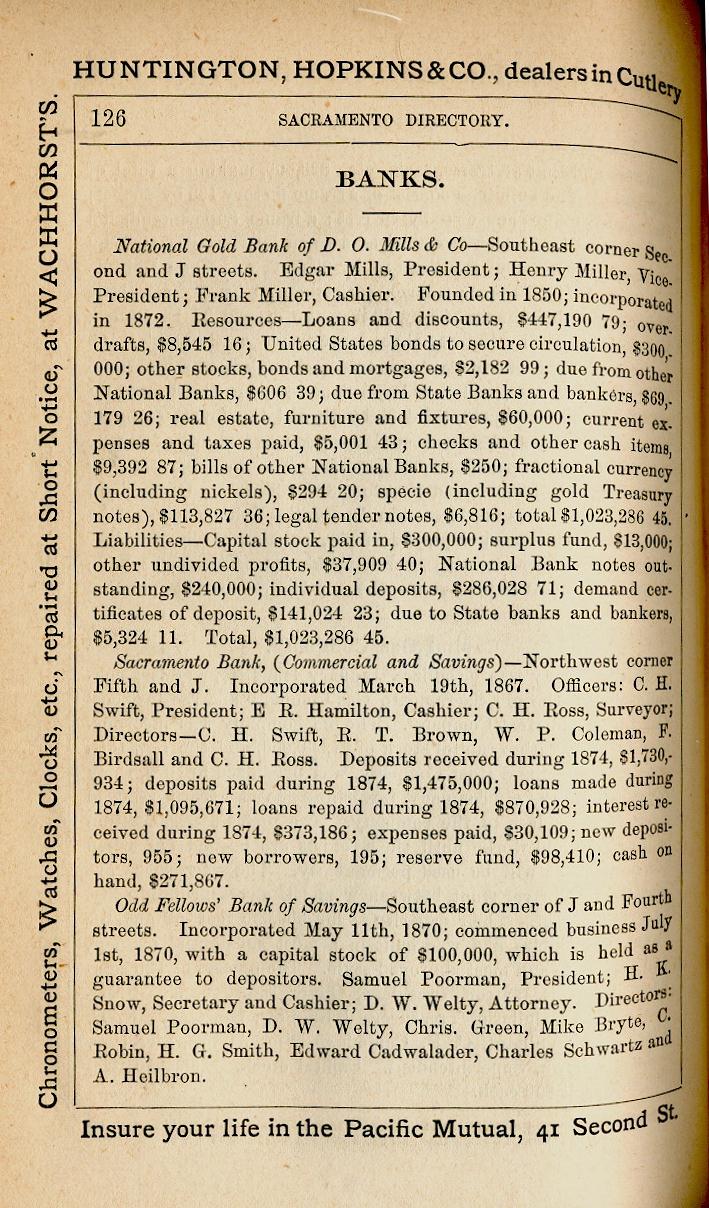 HUNTINGTON, HOPKINS & CO., dealers in Cutlery
Chronometers, Watches, Clocks, etc., repaired at Short Notice, at WACHHORST'S.
126 SACRAMENTO DIRECTORY.
BANKS.
National Gold Bank of D. O. Mills & Co—Southeast corner Sec-
ond and J streets. Edgar Mills, President; Henry Miller, Vice-
President; Frank Miller, Cashier. Founded in 1850; incorporated
in 1872. Resources—Loans and discounts, $447,190 79; over-
drafts, $8,545 16; United States bonds to secure circulation, $300,-
000; other stocks, bonds and mortgages, $2,182 99; due from other
National Banks, $606 39; due from State Banks and bankers, $69,-
179 26; real estate, furniture and fixtures, $60,000; current ex-
penses and taxes paid, $5,001 43; checks and other cash items,
$9,392 87; bills of other National Banks, $250; fractional currency
(including nickels), $294 20; specie (including gold Treasury
notes), $113,827 36; legal tender notes, $6,816; total $1,023,286 45.
Liabilities—Capital stock paid in, $300,000; surplus fund, $13,000;
other undivided profits, $37,909 40; National Bank notes out-
standing, $240,000; individual deposits, $286,028 71; demand cer-
tificates of deposit, $141,024 23; due to State banks and bankers,
$5,324 11. Total, $1,023,286 45.
Sacramento Bank, (Commercial and Savings)—Northwest corner
Fifth and J. Incorporated March 19th, 1867. Officers: C. H.
Swift, President; E R. Hamilton, Cashier; C. H. Ross, Surveyor;
Directors—C. H. Swift, R. T. Brown, W. P. Coleman, F.
Birdsall and C. H. Ross. Deposits received during 1874, $1,730,-
934; deposits paid during 1874, $1,475,000; loans made during
1874, $1,095,671; loans repaid during 1874, $870,928; interest re-
ceived during 1874, $373,186; expenses paid, $30,109; new deposi-
tors, 955; new borrowers, 195; reserve fund, $98,410; cash on
hand, $271,867.
Odd Fellows' Bank of Savings—Southeast corner of J and Fourth
streets. Incorporated May 11th, 1870; commenced business July
1st, 1870, with a capital stock of $100,000, which is held as a
guarantee to depositors. Samuel Poorman, President; H. K.
Snow, Secretary and Cashier; D. W. Welty, Attorney. Directors:
Samuel Poorman, D. W. Welty, Chris. Green, Mike Bryte, C.
Robin, H. G. Smith, Edward Cadwalader, Charles Schwartz and
A. Heilbron.
Insure your life in the Pacific Mutual, 41 Second St.